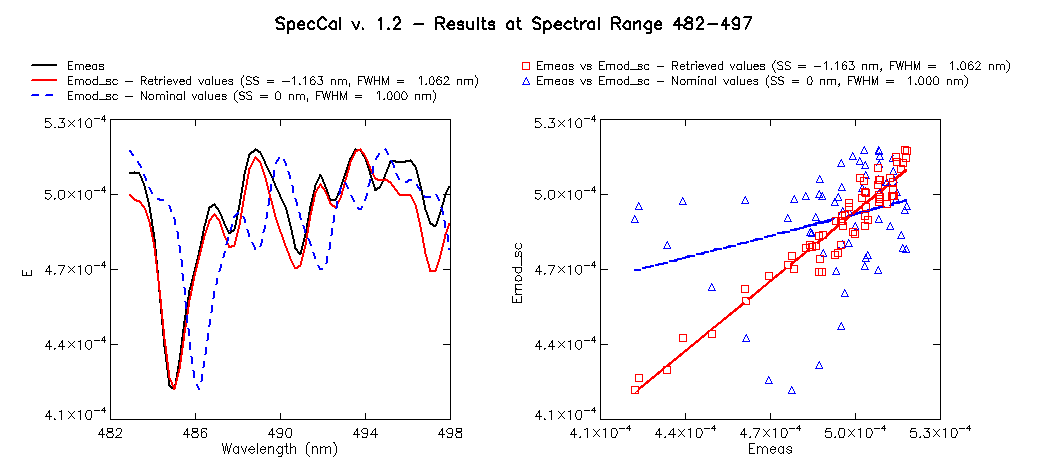 SpecCal v. 1.2 – Results at Spectral Range 482–497
Emeas
Emod_sc – Retrieved values (SS = –1.163 nm, FWHM = 1.062 nm)
Emod_sc – Nominal values (SS = 0 nm, FWHM = 1.000 nm)
5.3×10⁻⁴
5.0×10⁻⁴
4.7×10⁻⁴
4.4×10⁻⁴
4.1×10⁻⁴
E
482 486 490 494 498
Wavelength (nm)
Emeas vs Emod_sc – Retrieved values (SS = –1.163 nm, FWHM = 1.062 nm)
Emeas vs Emod_sc – Nominal values (SS = 0 nm, FWHM = 1.000 nm)
5.3×10⁻⁴
5.0×10⁻⁴
4.7×10⁻⁴
4.4×10⁻⁴
4.1×10⁻⁴
Emod_sc
4.1×10⁻⁴ 4.4×10⁻⁴ 4.7×10⁻⁴ 5.0×10⁻⁴ 5.3×10⁻⁴
Emeas